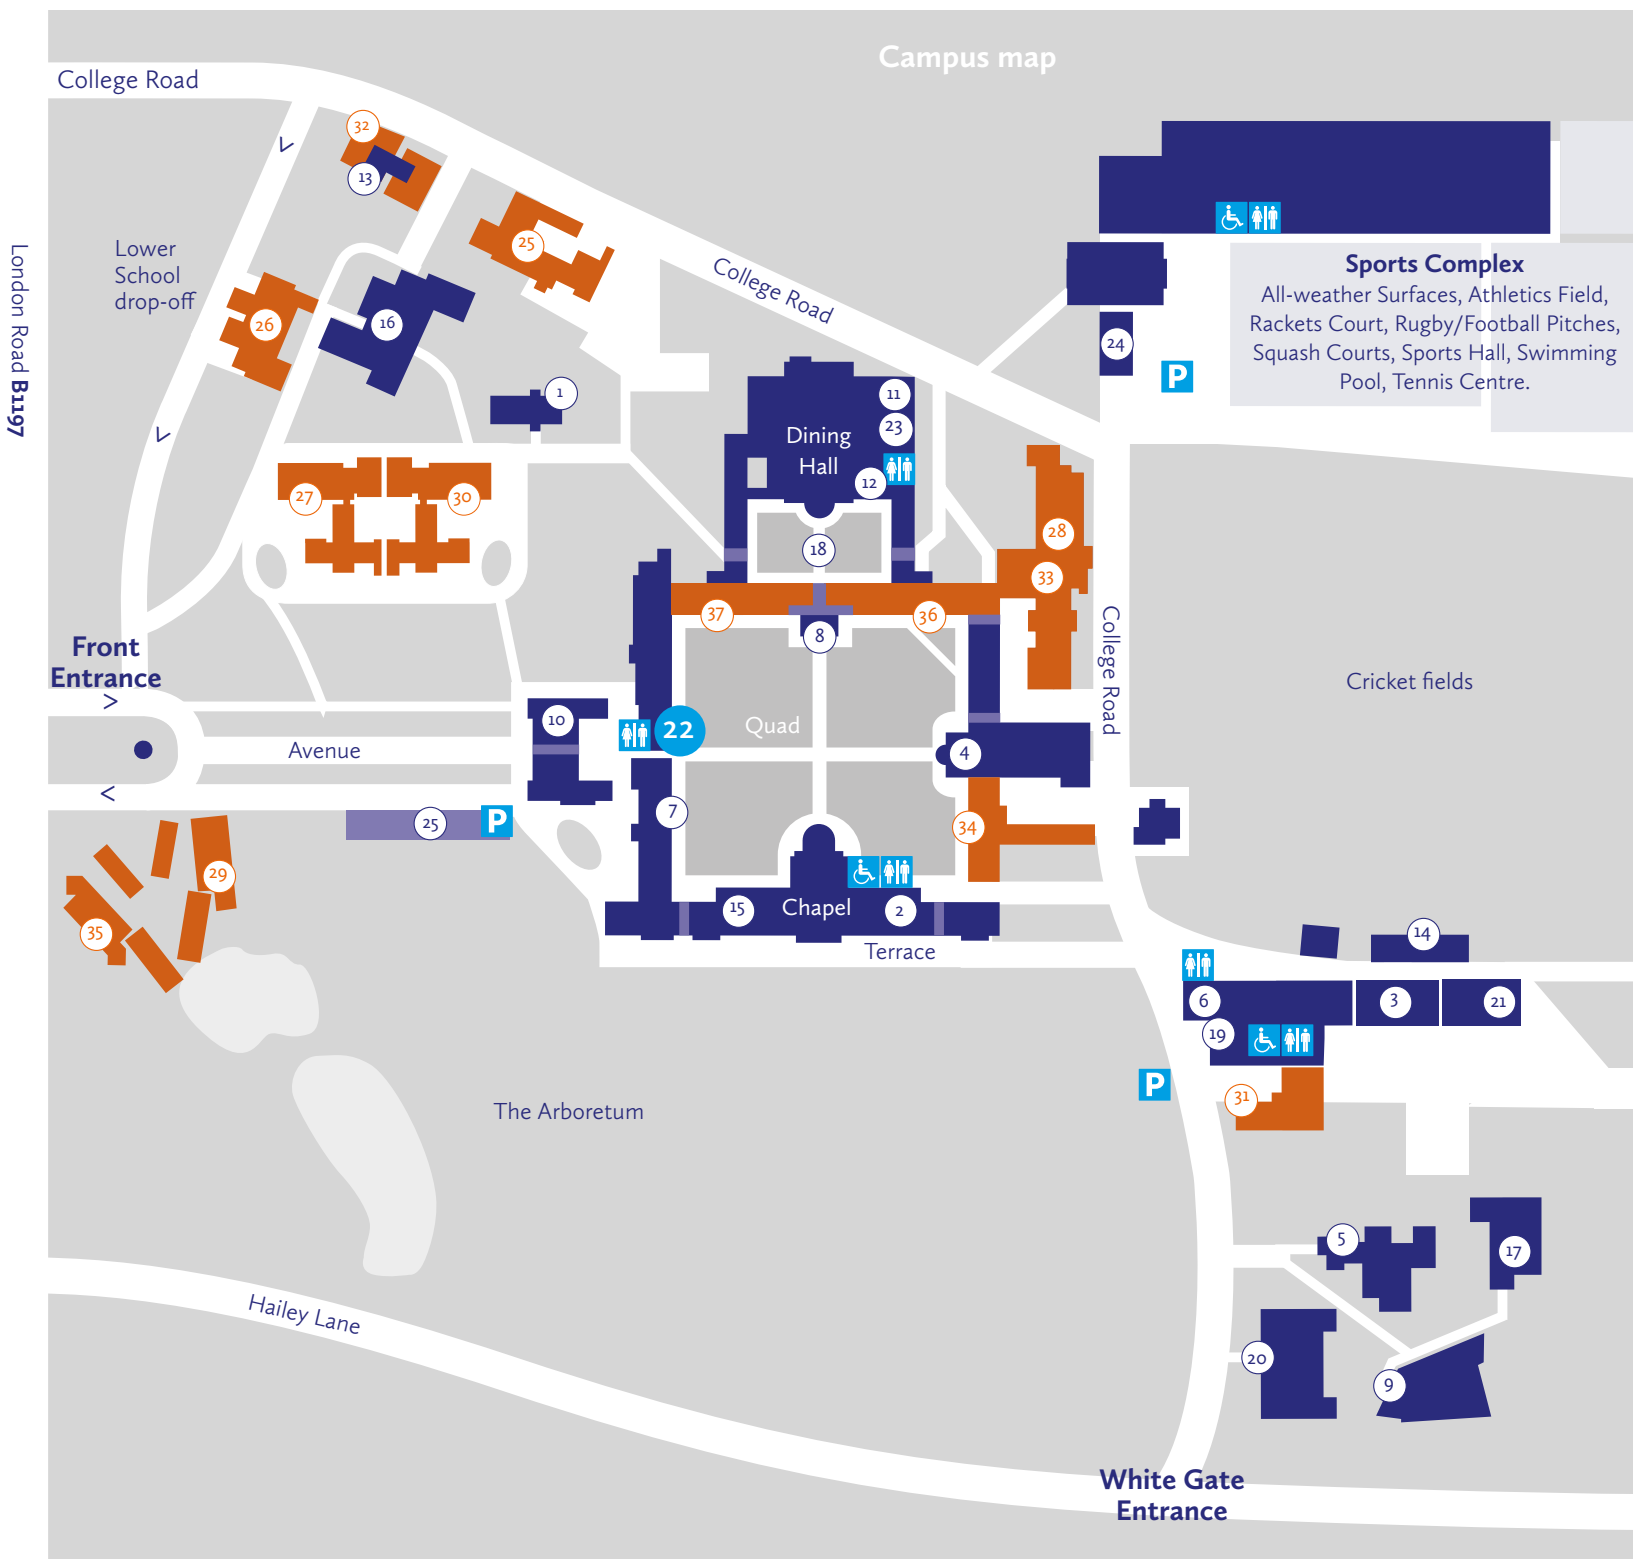 Campus map
College Road
32
13
Lower
School
drop-off
25
26
16
London Road B1197
College Road
Sports Complex
All-weather Surfaces, Athletics Field,
Rackets Court, Rugby/Football Pitches,
Squash Courts, Sports Hall, Swimming
Pool, Tennis Centre.
24
P
1
11
23
Dining
Hall
12
27
30
18
28
33
37
36
8
College Road
Front
Entrance
>
10
22
Quad
4
Cricket fields
Avenue
<
7
25
P
34
29
35
15
Chapel
2
Terrace
14
6
3
21
19
P
31
The Arboretum
5
17
Hailey Lane
20
9
White Gate
Entrance